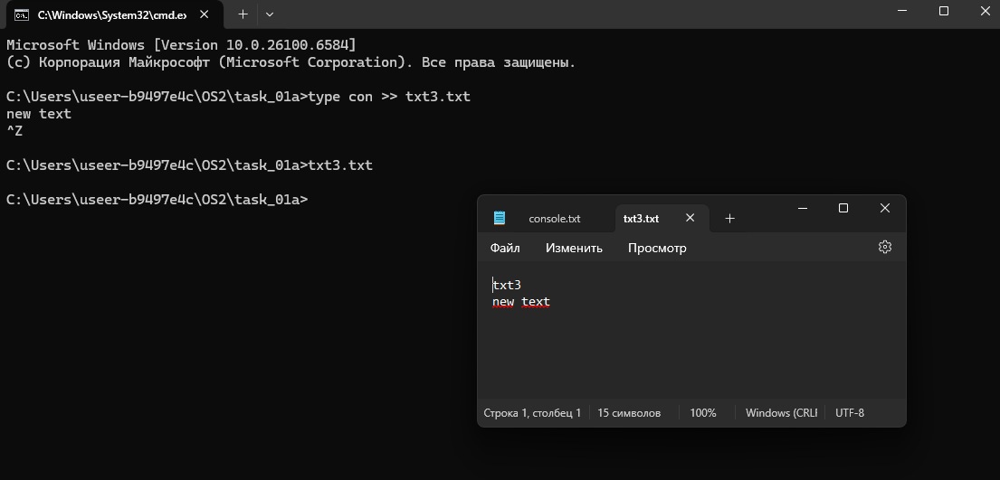 C:\Windows\System32\cmd.ex
Microsoft Windows [Version 10.0.26100.6584]
(c) Корпорация Майкрософт (Microsoft Corporation). Все права защищены.
C:\Users\useer-b9497e4c\OS2\task_01a>type con >> txt3.txt
new text
^Z
C:\Users\useer-b9497e4c\OS2\task_01a>txt3.txt
C:\Users\useer-b9497e4c\OS2\task_01a>
console.txt txt3.txt
Файл Изменить Просмотр
txt3
new text
Строка 1, столбец 1 15 символов 100% Windows (CRLF UTF-8